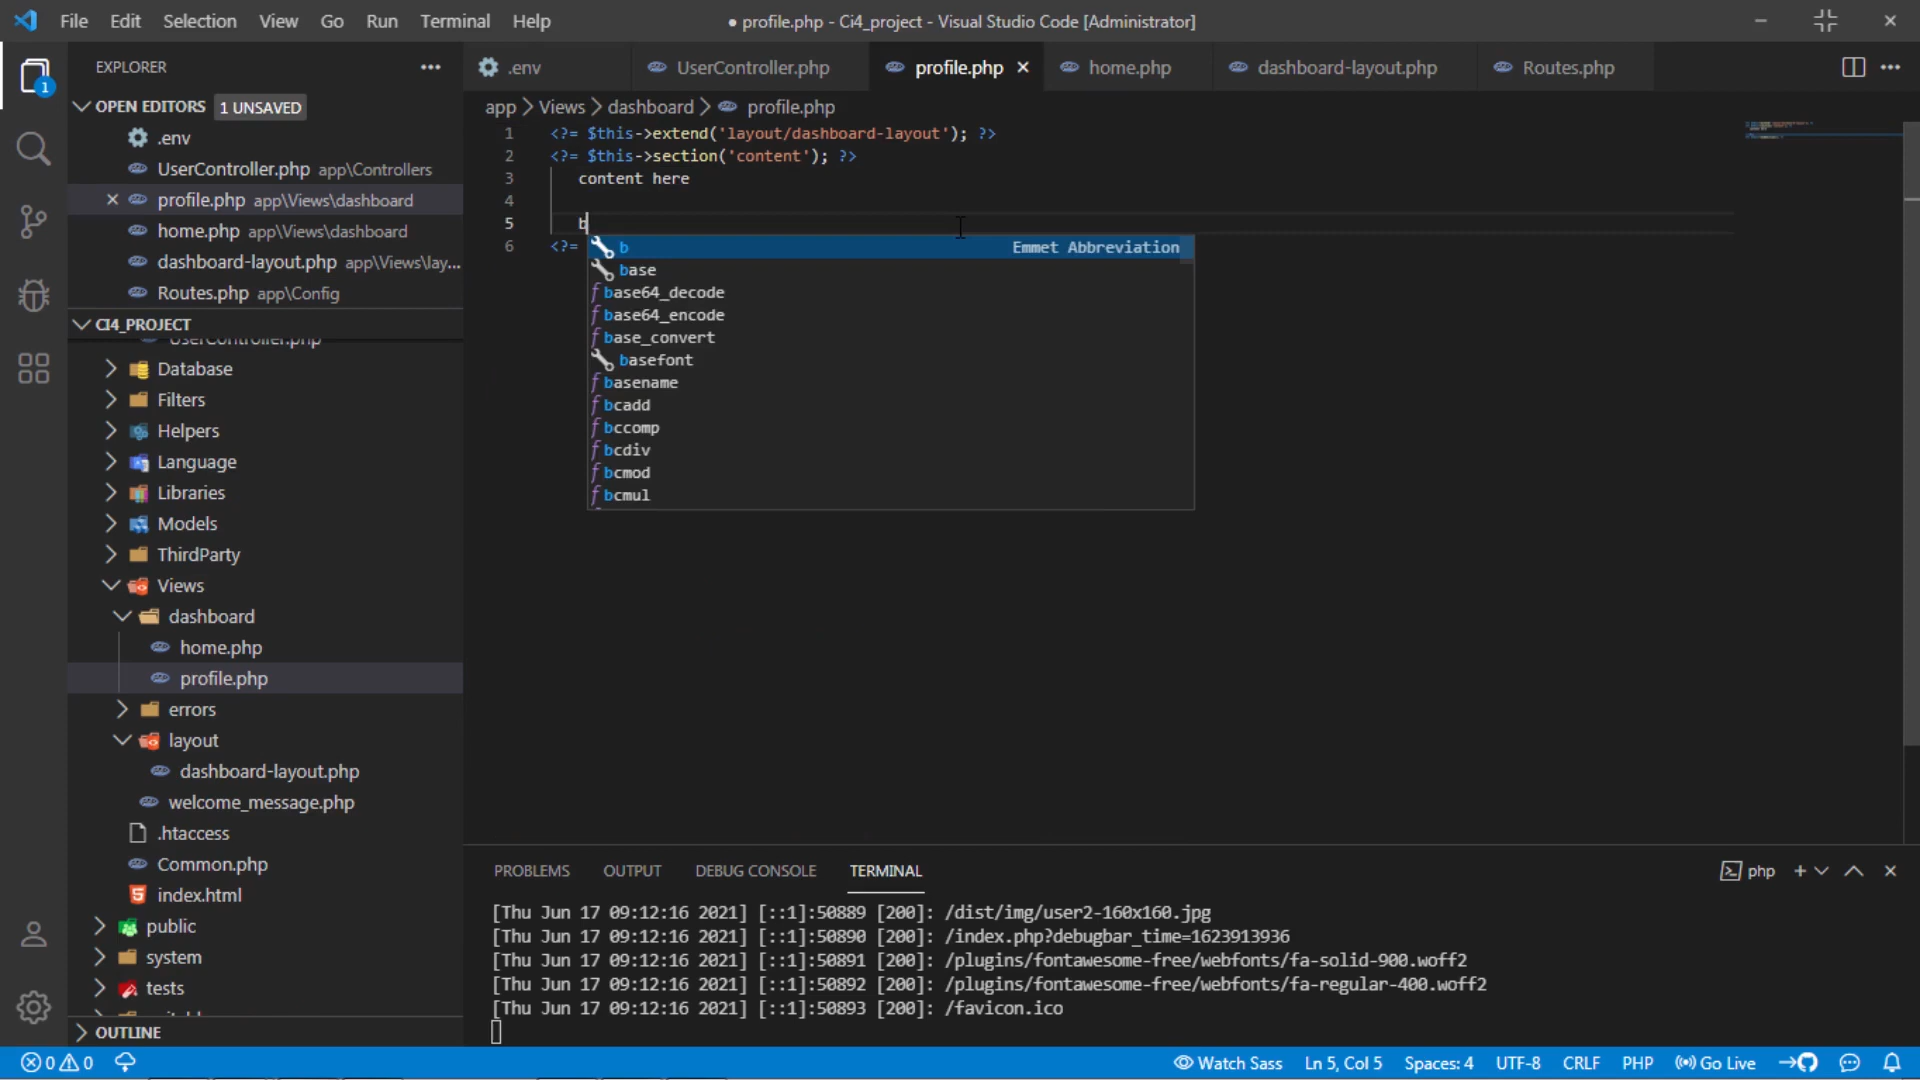 File Edit Selection View Go Run Terminal Help
● profile.php - Ci4_project - Visual Studio Code [Administrator]
EXPLORER
.env UserController.php profile.php home.php dashboard-layout.php Routes.php
OPEN EDITORS 1 UNSAVED
.env
UserController.php app\Controllers
profile.php app\Views\dashboard
home.php app\Views\dashboard
dashboard-layout.php app\Views\lay...
Routes.php app\Config
CI4_PROJECT
UserController.php
Database
Filters
Helpers
Language
Libraries
Models
ThirdParty
Views
dashboard
home.php
profile.php
errors
layout
dashboard-layout.php
welcome_message.php
.htaccess
Common.php
index.html
public
system
tests
OUTLINE
app > Views > dashboard > profile.php
1 <?= $this->extend('layout/dashboard-layout'); ?>
2 <?= $this->section('content'); ?>
3 content here
4
5 b
6 <?=
b Emmet Abbreviation
base
base64_decode
base64_encode
base_convert
basefont
basename
bcadd
bccomp
bcdiv
bcmod
bcmul
PROBLEMS OUTPUT DEBUG CONSOLE TERMINAL
php
[Thu Jun 17 09:12:16 2021] [::1]:50889 [200]: /dist/img/user2-160x160.jpg
[Thu Jun 17 09:12:16 2021] [::1]:50890 [200]: /index.php?debugbar_time=1623913936
[Thu Jun 17 09:12:16 2021] [::1]:50891 [200]: /plugins/fontawesome-free/webfonts/fa-solid-900.woff2
[Thu Jun 17 09:12:16 2021] [::1]:50892 [200]: /plugins/fontawesome-free/webfonts/fa-regular-400.woff2
[Thu Jun 17 09:12:16 2021] [::1]:50893 [200]: /favicon.ico
0 0 Watch Sass Ln 5, Col 5 Spaces: 4 UTF-8 CRLF PHP Go Live